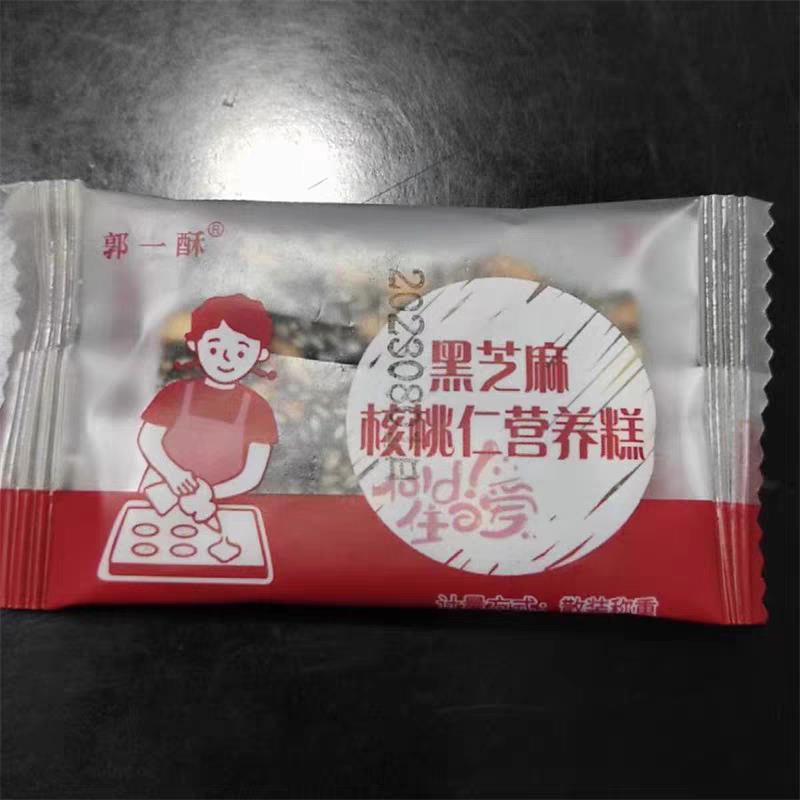 郭一酥®
黑芝麻
核桃仁营养糕
计量方式：散装称重